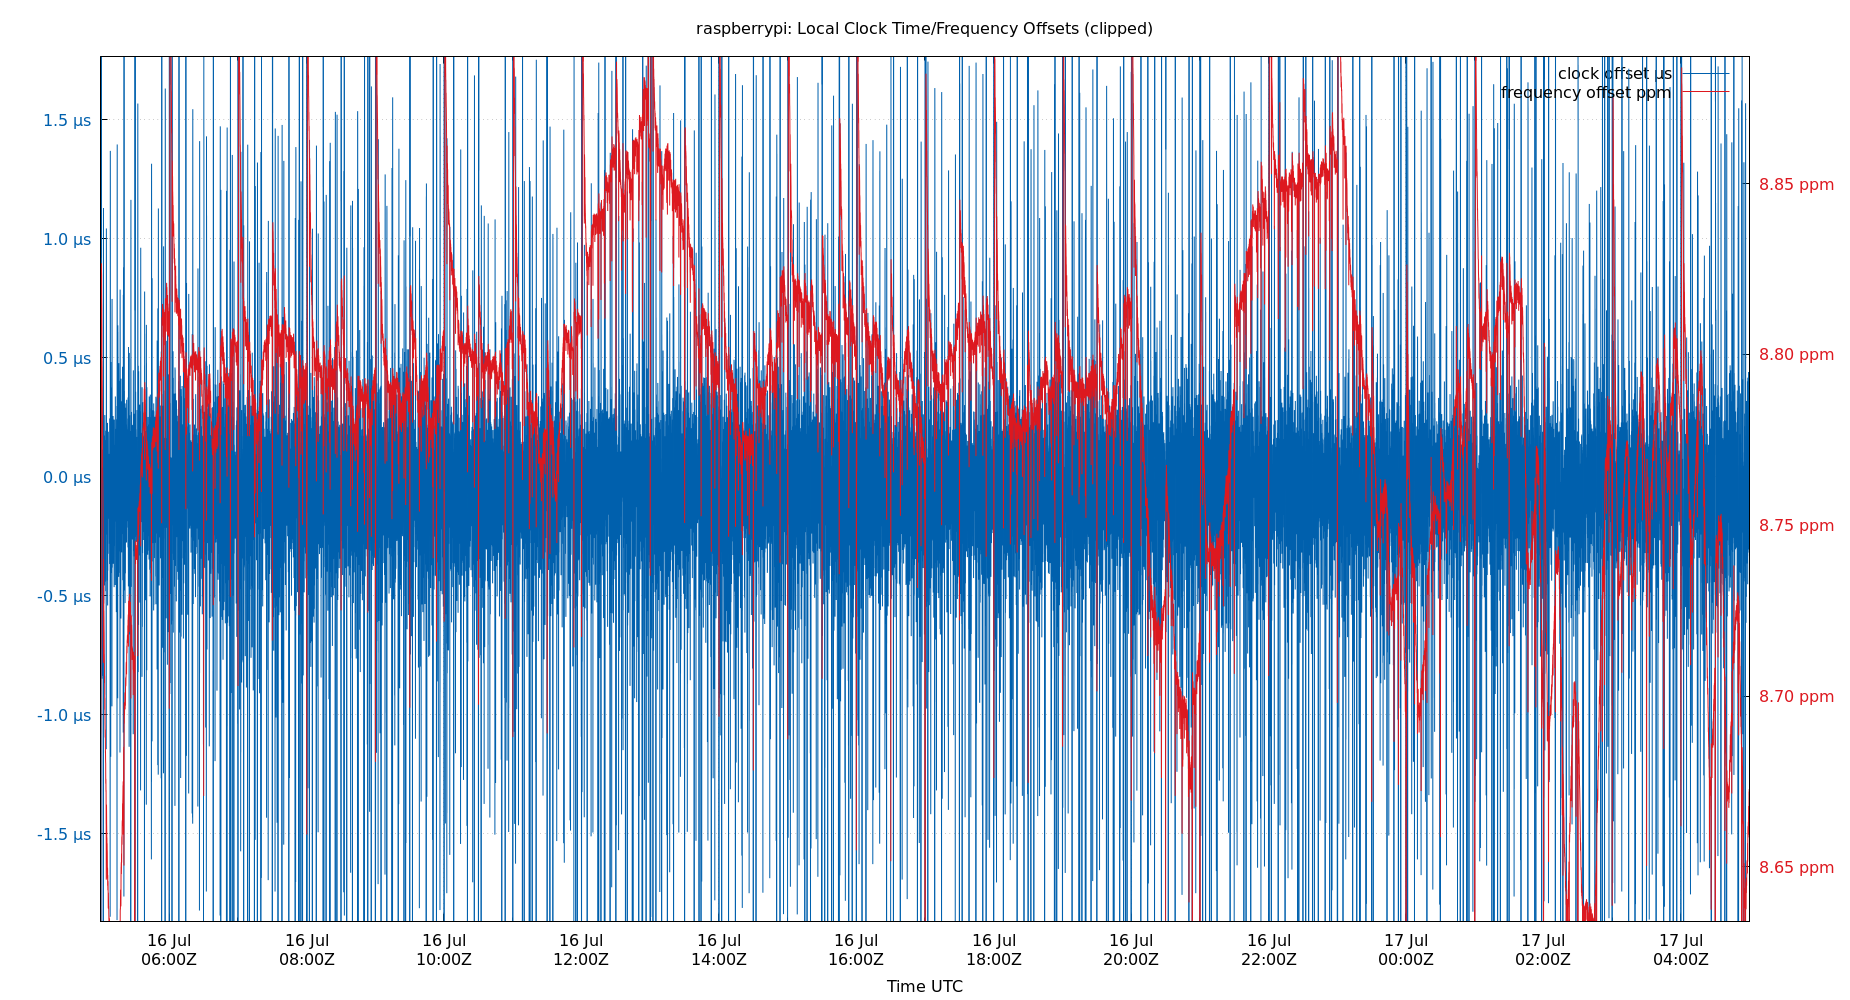 raspberrypi: Local Clock Time/Frequency Offsets (clipped)
clock offset µs
frequency offset ppm
1.5 µs
1.0 µs
0.5 µs
0.0 µs
-0.5 µs
-1.0 µs
-1.5 µs
8.85 ppm
8.80 ppm
8.75 ppm
8.70 ppm
8.65 ppm
16 Jul 16 Jul 16 Jul 16 Jul 16 Jul 16 Jul 16 Jul 16 Jul 16 Jul 17 Jul 17 Jul 17 Jul
06:00Z 08:00Z 10:00Z 12:00Z 14:00Z 16:00Z 18:00Z 20:00Z 22:00Z 00:00Z 02:00Z 04:00Z
Time UTC